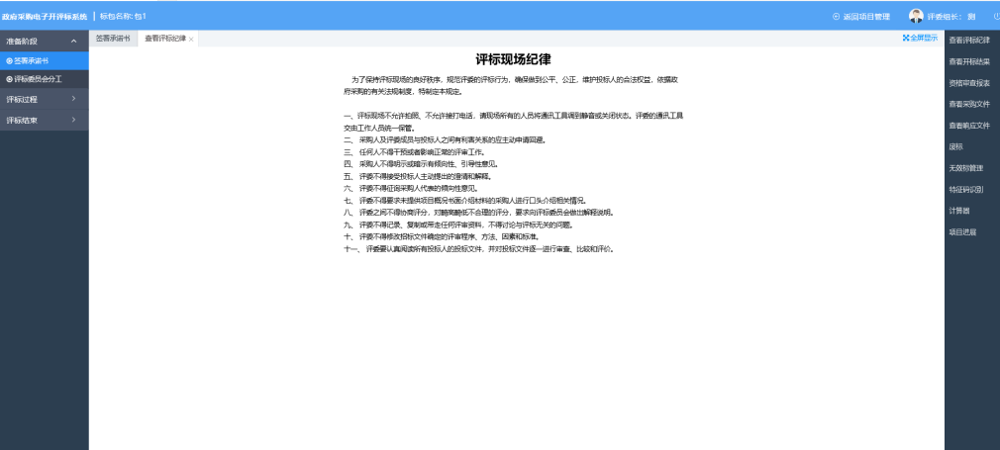 政府采购电子开评标系统 | 标包名称:包1
返回项目管理
评委组长：测
准备阶段
签署承诺书
评标委员会分工
评标过程
评标结束
签署承诺书
查看评标纪律 ×
全屏显示
评标现场纪律
为了保持评标现场的良好秩序，规范评委的评标行为，确保做到公平、公正，维护投标人的合法权益，依据政
府采购的有关法规制度，特制定本规定。
一、评标现场不允许拍照、不允许接打电话，请现场所有的人员将通讯工具调到静音或关闭状态。评委的通讯工具
交由工作人员统一保管。
二、 采购人及评委成员与投标人之间有利害关系的应主动申请回避。
三、 任何人不得干预或者影响正常的评审工作。
四、 采购人不得明示或暗示有倾向性、引导性意见。
五、 评委不得接受投标人主动提出的澄清和解释。
六、 评委不得征询采购人代表的倾向性意见。
七、 评委不得要求未提供项目概况书面介绍材料的采购人进行口头介绍相关情况。
八、 评委之间不得协商评分，对畸高畸低不合理的评分，要求向评标委员会做出解释说明。
九、 评委不得记录、复制或带走任何评审资料，不得讨论与评标无关的问题。
十、 评委不得修改招标文件确定的评审程序、方法、因素和标准。
十一、 评委要认真阅读所有投标人的投标文件，并对投标文件逐一进行审查、比较和评价。
查看评标纪律
查看开标结果
资格审查报表
查看采购文件
查看响应文件
废标
无效标管理
特征码识别
计算器
项目进展